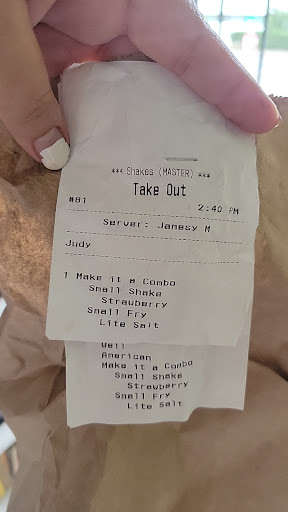 *** Shakes (MASTER) ***
Take Out
#81 2:40 PM
Server: Jamesy M
Judy
1 Make it a Combo
Small Shake
Strawberry
Small Fry
Lite Salt
Well
American
Make it a Combo
Small Shake
Strawberry
Small Fry
Lite Salt